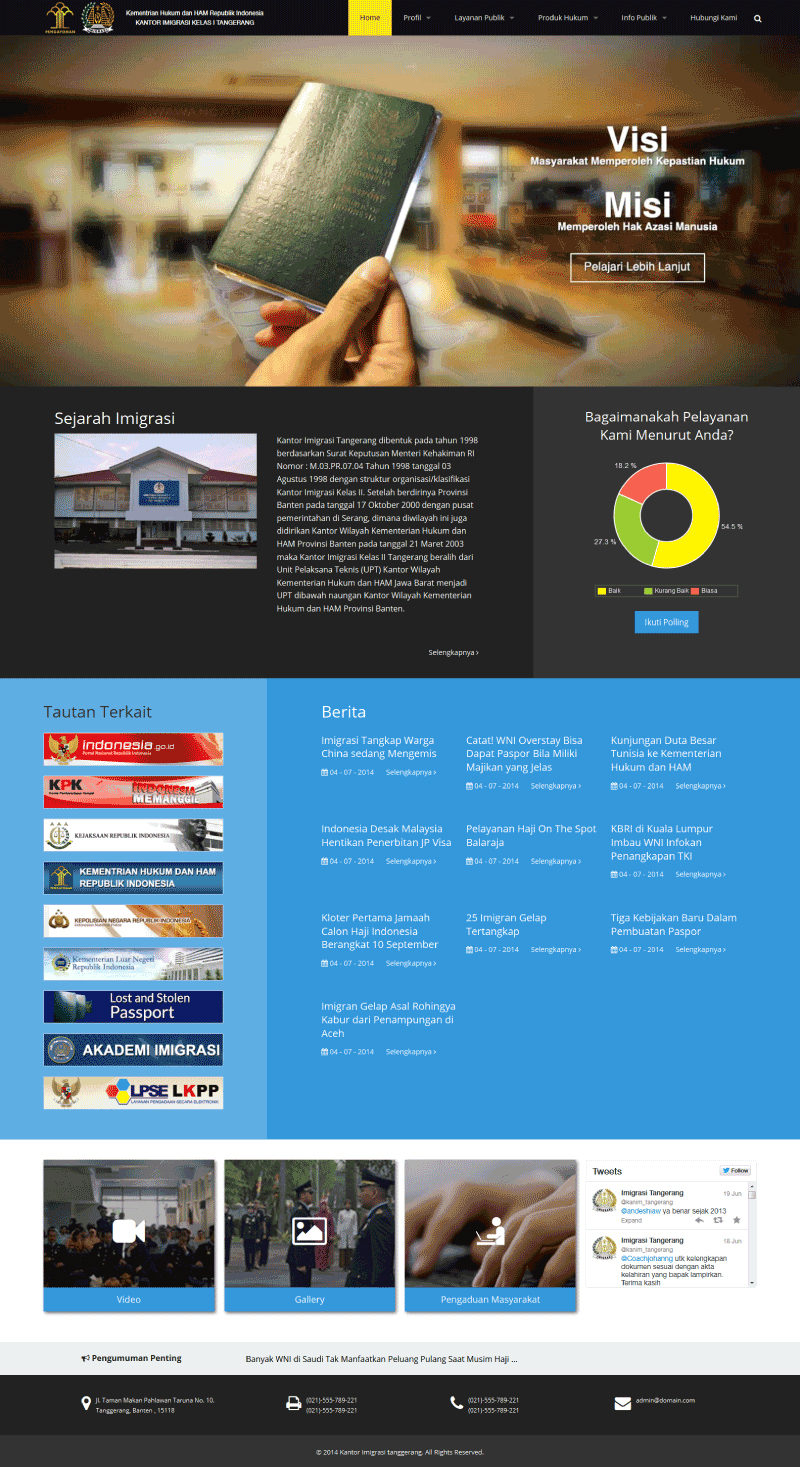 PENGAYOMAN
Kementrian Hukum dan HAM Republik Indonesia
KANTOR IMIGRASI KELAS I TANGERANG
Home
Profil
Layanan Publik
Produk Hukum
Info Publik
Hubungi Kami
Visi
Masyarakat Memperoleh Kepastian Hukum
Misi
Memperoleh Hak Azasi Manusia
Pelajari Lebih Lanjut
Sejarah Imigrasi
Kantor Imigrasi Tangerang dibentuk pada tahun 1998
berdasarkan Surat Keputusan Menteri Kehakiman RI
Nomor : M.03.PR.07.04 Tahun 1998 tanggal 03
Agustus 1998 dengan struktur organisasi/klasifikasi
Kantor Imigrasi Kelas II. Setelah berdirinya Provinsi
Banten pada tanggal 17 Oktober 2000 dengan pusat
pemerintahan di Serang, dimana diwilayah ini juga
didirikan Kantor Wilayah Kementerian Hukum dan
HAM Provinsi Banten pada tanggal 21 Maret 2003
maka Kantor Imigrasi Kelas II Tangerang beralih dari
Unit Pelaksana Teknis (UPT) Kantor Wilayah
Kementerian Hukum dan HAM Jawa Barat menjadi
UPT dibawah naungan Kantor Wilayah Kementerian
Hukum dan HAM Provinsi Banten.
Selengkapnya ›
Bagaimanakah Pelayanan
Kami Menurut Anda?
18.2 %
54.5 %
27.3 %
Baik
Kurang Baik
Biasa
Ikuti Polling
Tautan Terkait
indonesia.go.id
Portal Nasional Republik Indonesia
KPK
INDONESIA
MEMANGGIL
KEJAKSAAN REPUBLIK INDONESIA
KEMENTRIAN HUKUM DAN HAM
REPUBLIK INDONESIA
KEPOLISIAN NEGARA REPUBLIK INDONESIA
Kementerian Luar Negeri
Republik Indonesia
Lost and Stolen
Passport
AKADEMI IMIGRASI
LPSE LKPP
LAYANAN PENGADAAN SECARA ELEKTRONIK
Berita
Imigrasi Tangkap Warga
China sedang Mengemis
04 - 07 - 2014 Selengkapnya ›
Catat! WNI Overstay Bisa
Dapat Paspor Bila Miliki
Majikan yang Jelas
04 - 07 - 2014 Selengkapnya ›
Kunjungan Duta Besar
Tunisia ke Kementerian
Hukum dan HAM
04 - 07 - 2014 Selengkapnya ›
Indonesia Desak Malaysia
Hentikan Penerbitan JP Visa
04 - 07 - 2014 Selengkapnya ›
Pelayanan Haji On The Spot
Balaraja
04 - 07 - 2014 Selengkapnya ›
KBRI di Kuala Lumpur
Imbau WNI Infokan
Penangkapan TKI
04 - 07 - 2014 Selengkapnya ›
Kloter Pertama Jamaah
Calon Haji Indonesia
Berangkat 10 September
04 - 07 - 2014 Selengkapnya ›
25 Imigran Gelap
Tertangkap
04 - 07 - 2014 Selengkapnya ›
Tiga Kebijakan Baru Dalam
Pembuatan Paspor
04 - 07 - 2014 Selengkapnya ›
Imigran Gelap Asal Rohingya
Kabur dari Penampungan di
Aceh
04 - 07 - 2014 Selengkapnya ›
Video
Gallery
Pengaduan Masyarakat
Tweets
Follow
Imigrasi Tangerang 19 Jun
@kanim_tangerang
@andeshiaw ya benar sejak 2013
Expand
Imigrasi Tangerang 18 Jun
@kanim_tangerang
@Coachjohanng utk kelengkapan
dokumen sesuai dengan akta
kelahiran yang bapak lampirkan.
Terima kasih
Pengumuman Penting
Banyak WNI di Saudi Tak Manfaatkan Peluang Pulang Saat Musim Haji ...
Jl. Taman Makan Pahlawan Taruna No. 10.
Tanggerang, Banten , 15118
(021)-555-789-221
(021)-555-789-221
(021)-555-789-221
(021)-555-789-221
admin@domain.com
© 2014 Kantor Imigrasi tanggerang. All Rights Reserved.